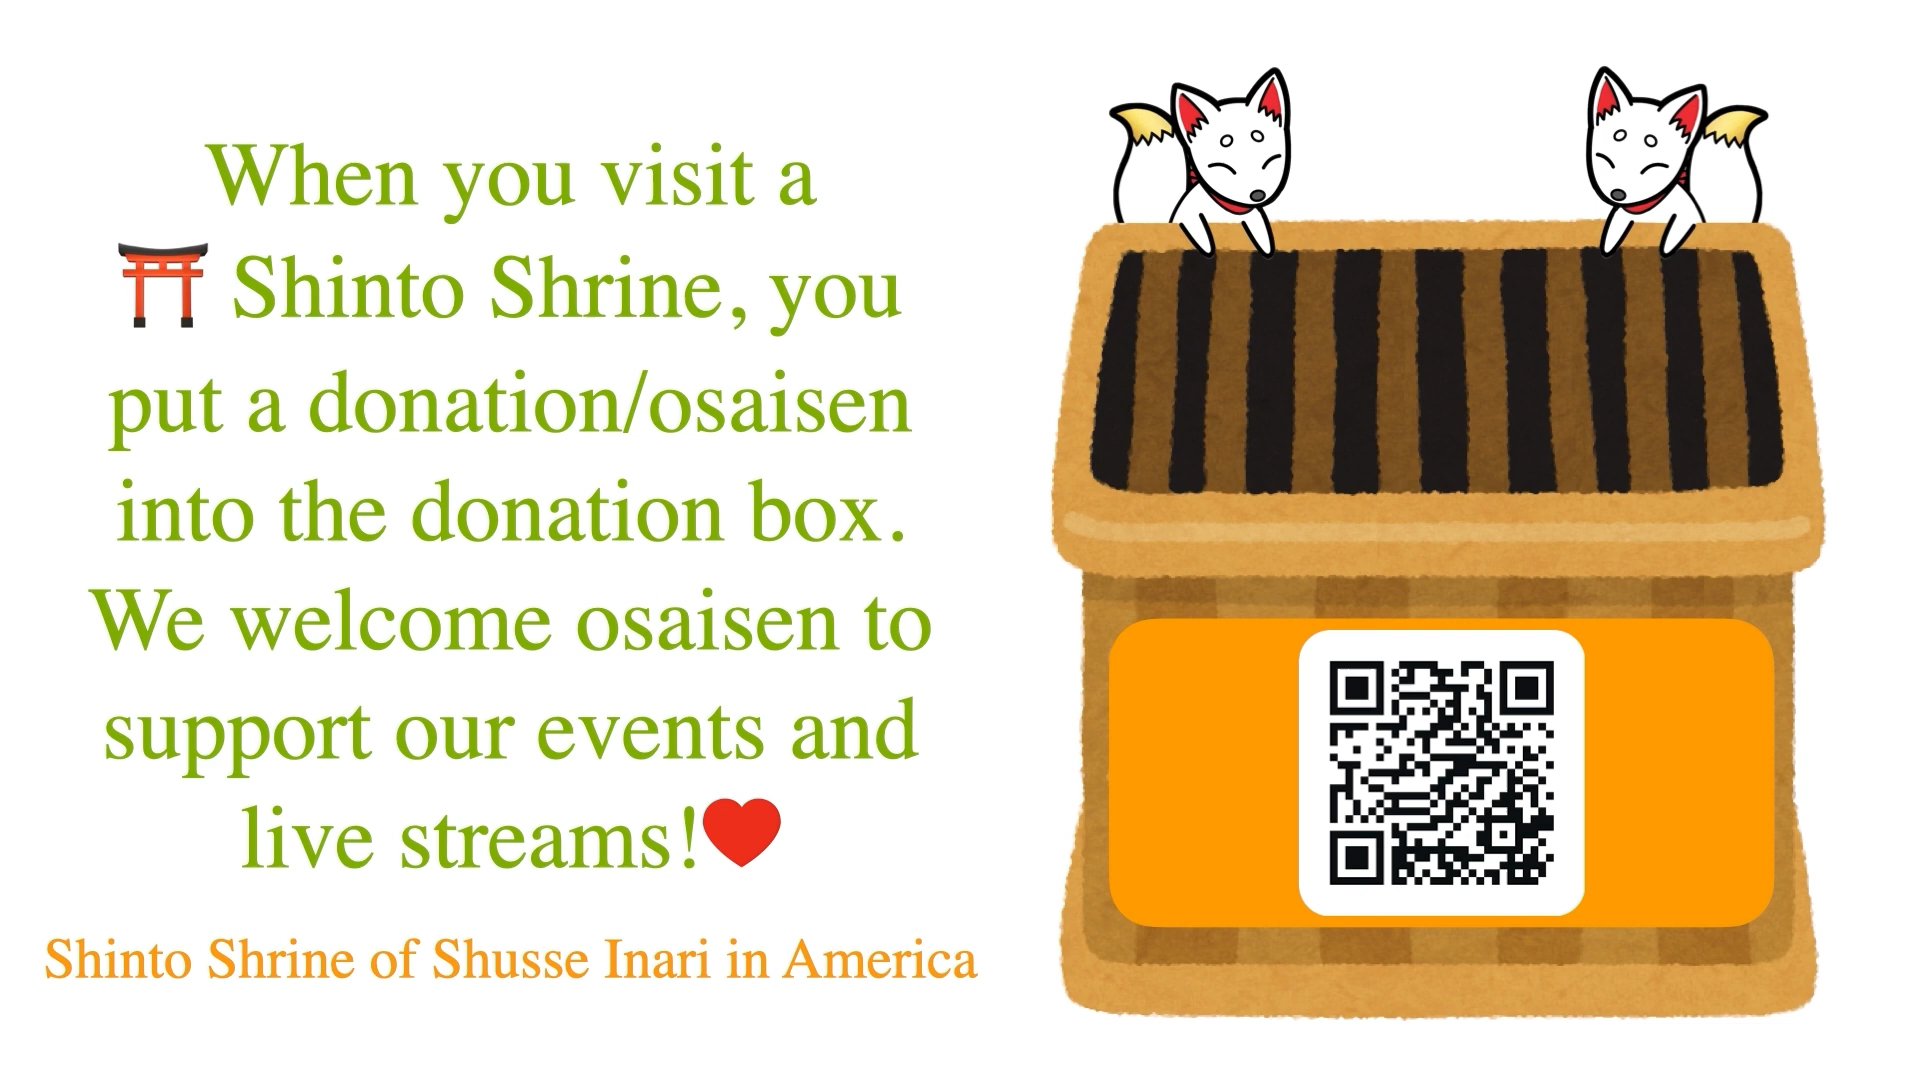 When you visit a
⛩️ Shinto Shrine, you
put a donation/osaisen
into the donation box.
We welcome osaisen to
support our events and
live streams!❤️
Shinto Shrine of Shusse Inari in America